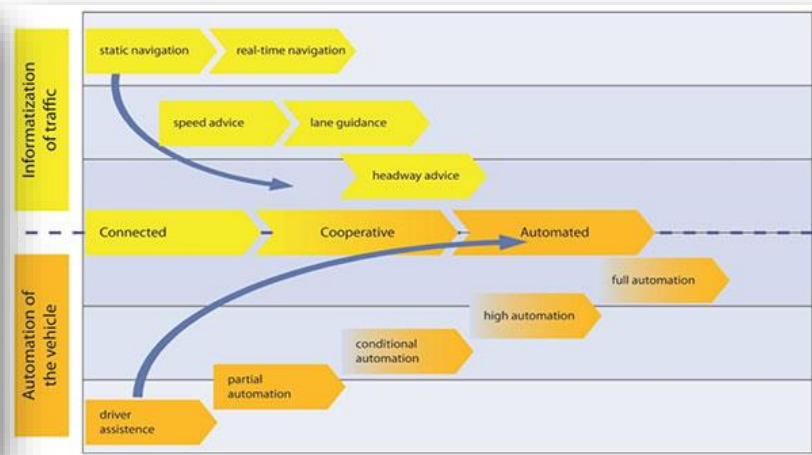 Informatization
of traffic
static navigation
real-time navigation
speed advice
lane guidance
headway advice
Connected
Cooperative
Automated
Automation of
the vehicle
full automation
high automation
conditional
automation
partial
automation
driver
assistence